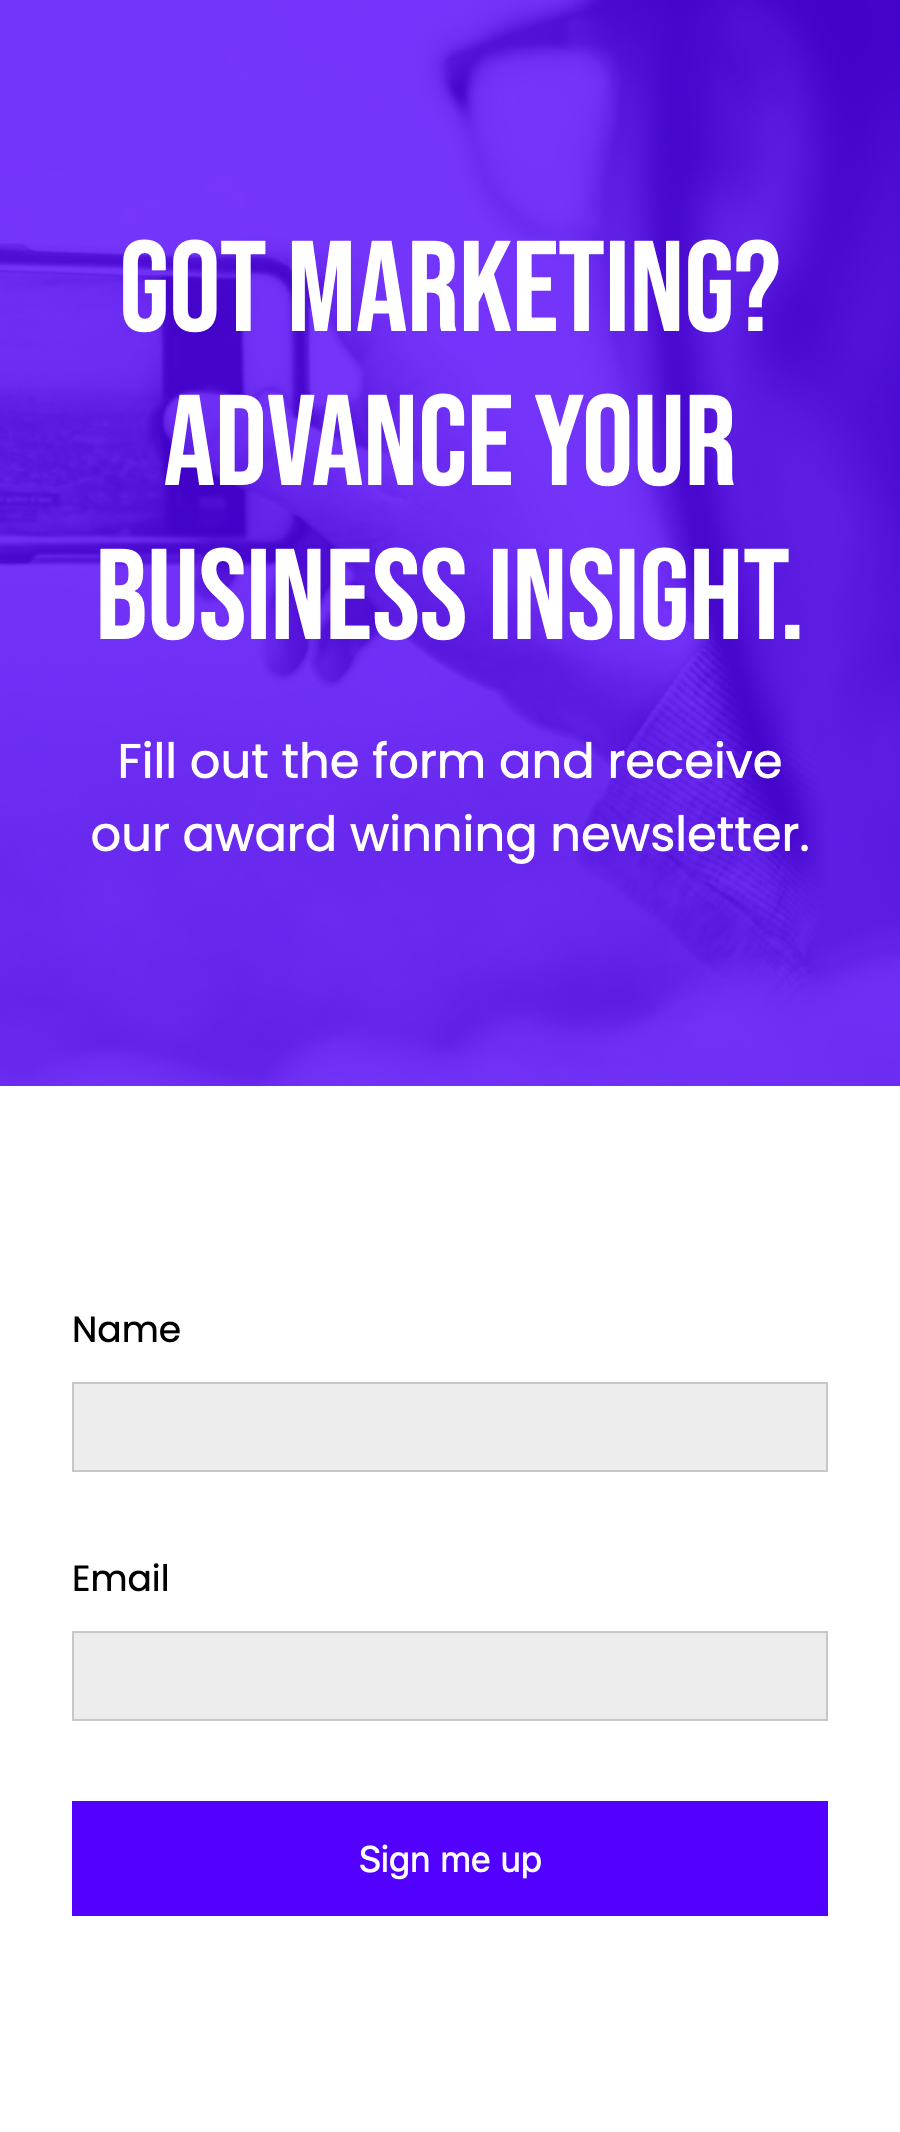 GOT MARKETING?
ADVANCE YOUR
BUSINESS INSIGHT.
Fill out the form and receive
our award winning newsletter.
Name
Email
Sign me up